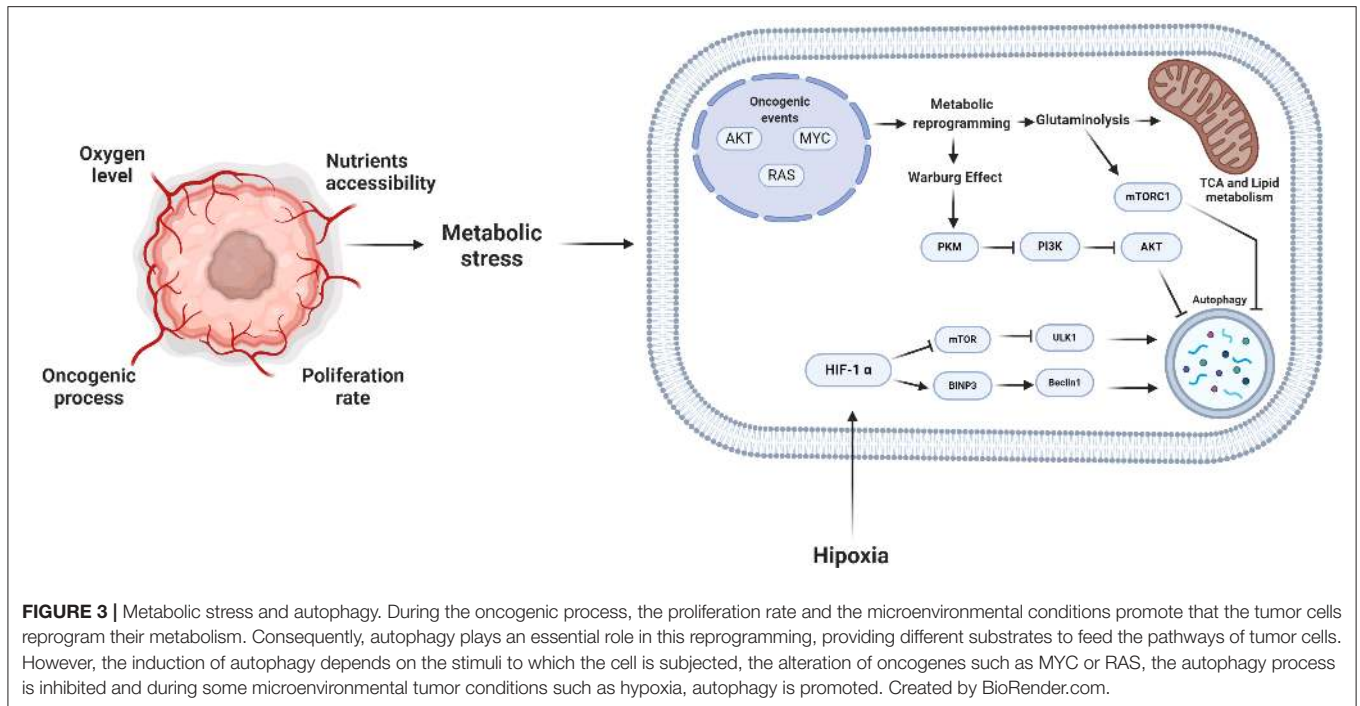 Oxygen
level
Nutrients
accessibility
Oncogenic
process
Poliferation
rate
Metabolic
stress
Oncogenic
events
AKT
MYC
RAS
Metabolic
reprogramming
Glutaminolysis
TCA and Lipid
metabolism
Warburg Effect
mTORC1
PKM
PI3K
AKT
Autophagy
HIF-1 α
mTOR
ULK1
BINP3
Beclin1
Hipoxia
FIGURE 3 | Metabolic stress and autophagy. During the oncogenic process, the proliferation rate and the microenvironmental conditions promote that the tumor cells
reprogram their metabolism. Consequently, autophagy plays an essential role in this reprogramming, providing different substrates to feed the pathways of tumor cells.
However, the induction of autophagy depends on the stimuli to which the cell is subjected, the alteration of oncogenes such as MYC or RAS, the autophagy process
is inhibited and during some microenvironmental tumor conditions such as hypoxia, autophagy is promoted. Created by BioRender.com.